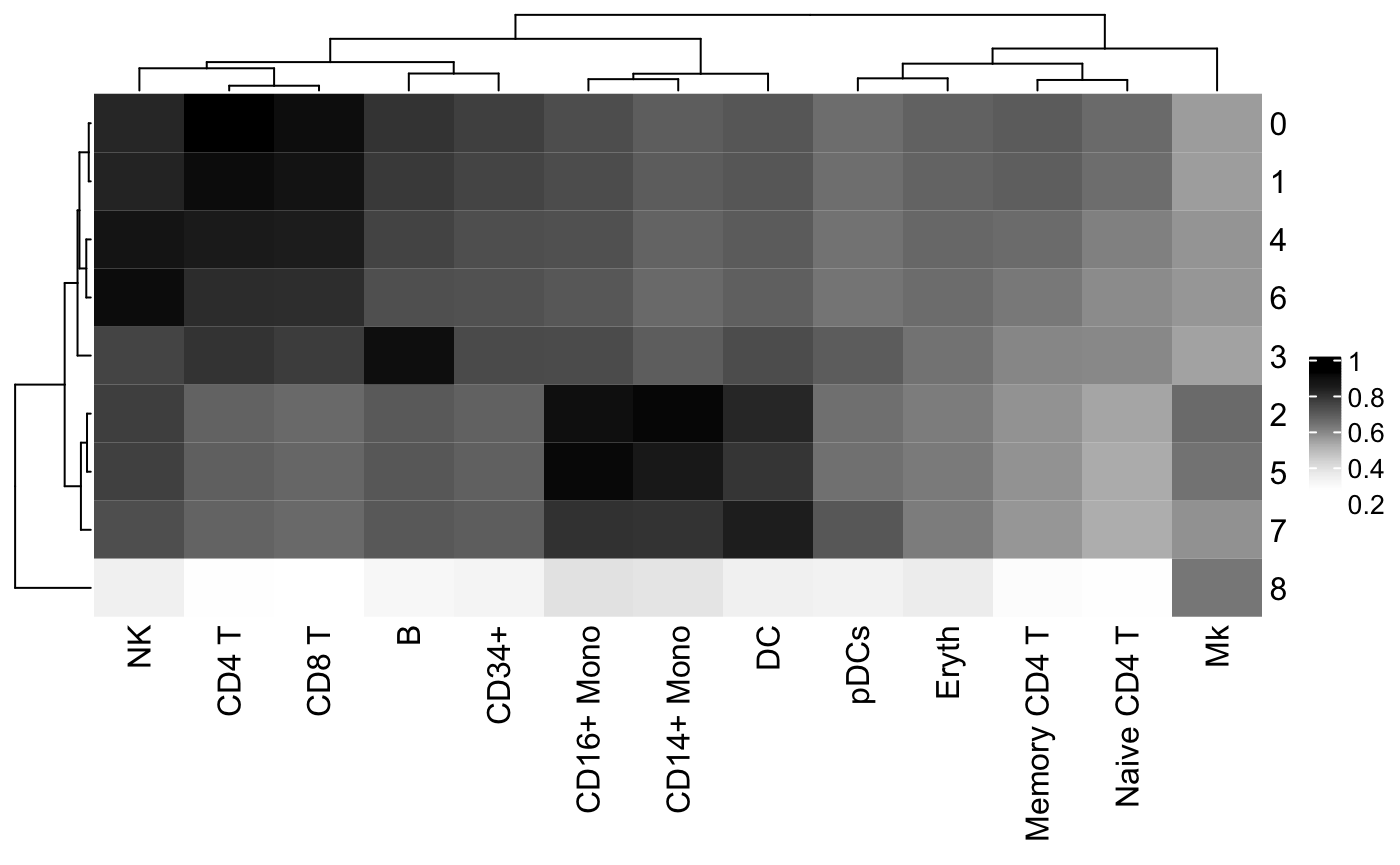 0
1
4
6
3
2
5
7
8
1
0.8
0.6
0.4
0.2
NK
CD4 T
CD8 T
B
CD34+
CD16+ Mono
CD14+ Mono
DC
pDCs
Eryth
Memory CD4 T
Naive CD4 T
Mk